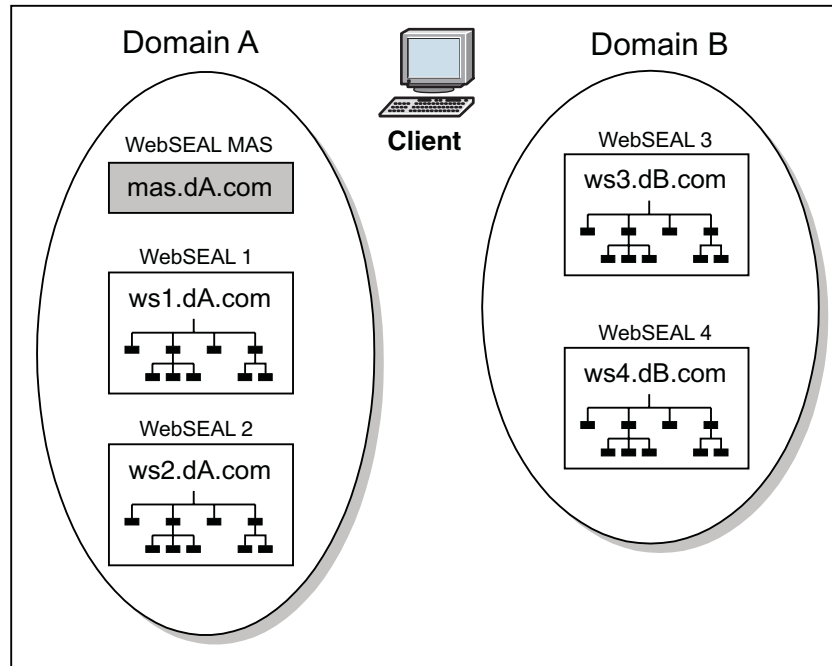 Domain A
WebSEAL MAS
mas.dA.com
WebSEAL 1
ws1.dA.com
WebSEAL 2
ws2.dA.com
Client
Domain B
WebSEAL 3
ws3.dB.com
WebSEAL 4
ws4.dB.com